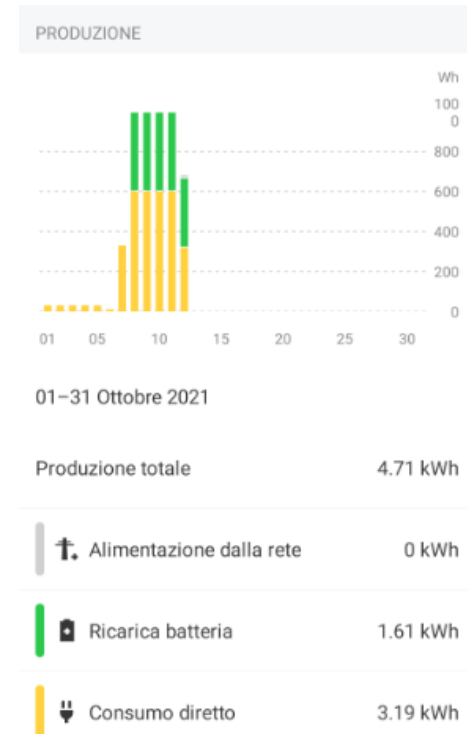 PRODUZIONE
Wh
100
0
800
600
400
200
0
01 05 10 15 20 25 30
01–31 Ottobre 2021
Produzione totale 4.71 kWh
Alimentazione dalla rete 0 kWh
Ricarica batteria 1.61 kWh
Consumo diretto 3.19 kWh